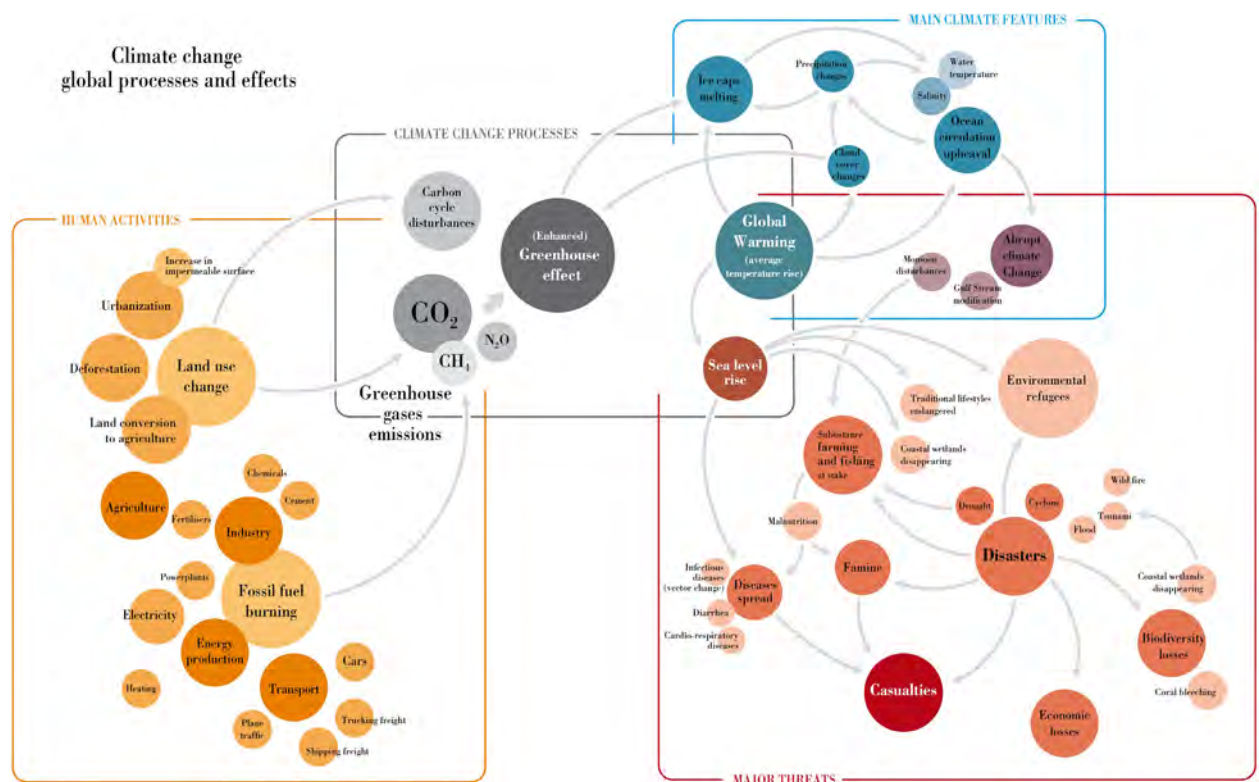 Climate change
global processes and effects
MAIN CLIMATE FEATURES
Ice caps
melting
Precipitation
changes
Water
temperature
Salinity
Ocean
circulation
upheaval
Cloud
cover
changes
CLIMATE CHANGE PROCESSES
Carbon
cycle
disturbances
(Enhanced)
Greenhouse
effect
Global
Warming
(average
temperature rise)
Abrupt
climate
Change
Monsoon
disturbances
Gulf Stream
modification
CO₂
N₂O
CH₄
Greenhouse
gases
emissions
HUMAN ACTIVITIES
Increase in
impermeable surface
Urbanization
Deforestation
Land use
change
Land conversion
to agriculture
Chemicals
Cement
Agriculture
Fertilisers
Industry
Powerplants
Fossil fuel
burning
Electricity
Energy
production
Cars
Heating
Transport
Trucking freight
Plane
traffic
Shipping freight
Sea level
rise
Environmental
refugees
Traditional lifestyles
endangered
Subsistance
farming
and fishing
at stake
Coastal wetlands
disappearing
Drought
Cyclons
Wild fire
Tsunami
Flood
Malnutrition
Disasters
Infectious
diseases
(vector change)
Diseases
spread
Famine
Coastal wetlands
disappearing
Diarrhea
Cardio-respiratory
diseases
Biodiversity
losses
Casualties
Coral bleeching
Economic
losses
MAJOR THREATS